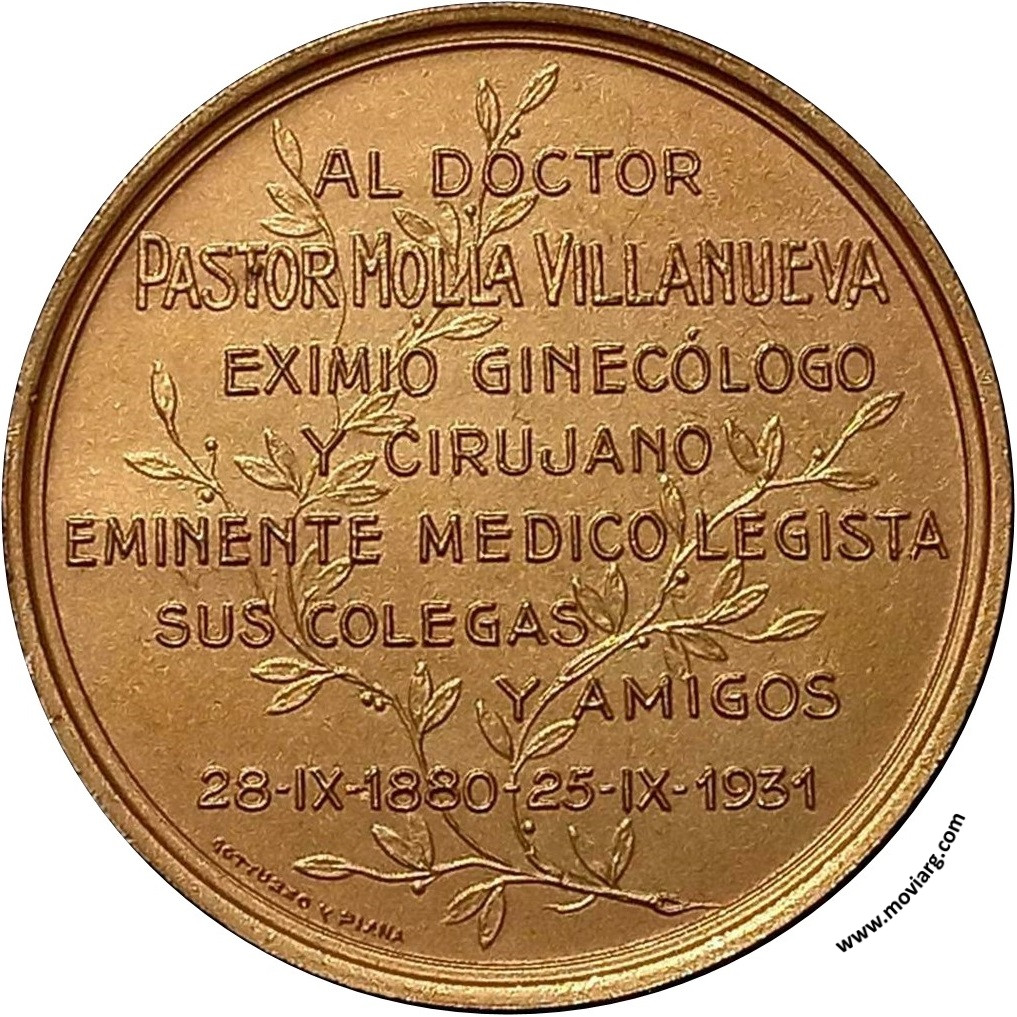 AL DOCTOR
PASTOR MOLLA VILLANUEVA
EXIMIO GINECÓLOGO
Y CIRUJANO
EMINENTE MEDICO LEGISTA
SUS COLEGAS
Y AMIGOS
28-IX-1880-25-IX-1931
Y PIANA
www.moviarg.com